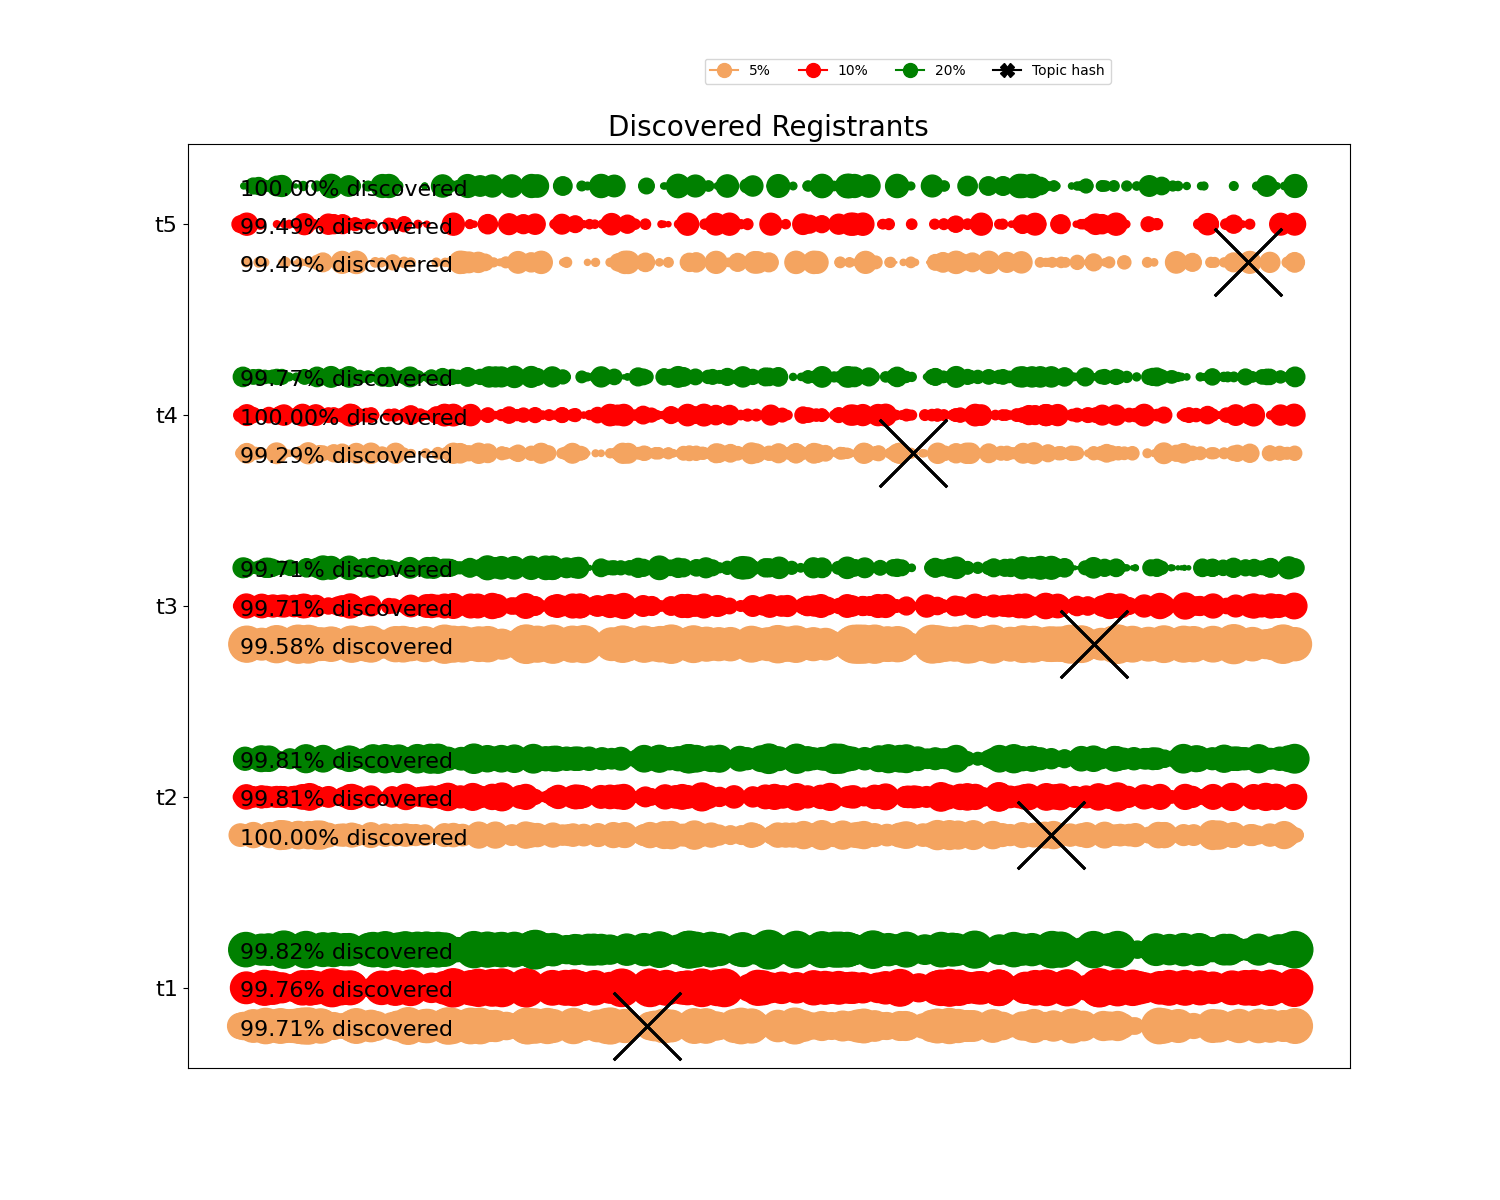 5% 10% 20% Topic hash
Discovered Registrants
100.00% discovered
t5 99.49% discovered
99.49% discovered
99.77% discovered
t4 100.00% discovered
99.29% discovered
99.71% discovered
t3 99.71% discovered
99.58% discovered
99.81% discovered
t2 99.81% discovered
100.00% discovered
99.82% discovered
t1 99.76% discovered
99.71% discovered